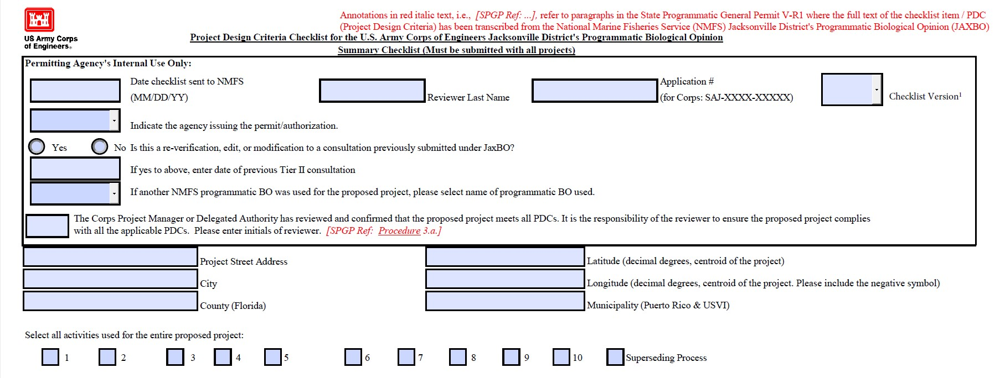 Annotations in red italic text, i.e., [SPGP Ref: ...], refer to paragraphs in the State Programmatic General Permit V-R1 where the full text of the checklist item / PDC
(Project Design Criteria) has been transcribed from the National Marine Fisheries Service (NMFS) Jacksonville District's Programmatic Biological Opinion (JAXBO)
US Army Corps
of Engineers®
Project Design Criteria Checklist for the U.S. Army Corps of Engineers Jacksonville District's Programmatic Biological Opinion
Summary Checklist (Must be submitted with all projects)
Permitting Agency's Internal Use Only:
Date checklist sent to NMFS
(MM/DD/YY)
Reviewer Last Name
Application #
(for Corps: SAJ-XXXX-XXXXX)
Checklist Version¹
Indicate the agency issuing the permit/authorization.
Yes No Is this a re-verification, edit, or modification to a consultation previously submitted under JaxBO?
If yes to above, enter date of previous Tier II consultation
If another NMFS programmatic BO was used for the proposed project, please select name of programmatic BO used.
The Corps Project Manager or Delegated Authority has reviewed and confirmed that the proposed project meets all PDCs. It is the responsibility of the reviewer to ensure the proposed project complies
with all the applicable PDCs. Please enter initials of reviewer. [SPGP Ref: Procedure 3.a.]
Project Street Address
Latitude (decimal degrees, centroid of the project)
City
Longitude (decimal degrees, centroid of the project. Please include the negative symbol)
County (Florida)
Municipality (Puerto Rico & USVI)
Select all activities used for the entire proposed project:
1 2 3 4 5 6 7 8 9 10 Superseding Process